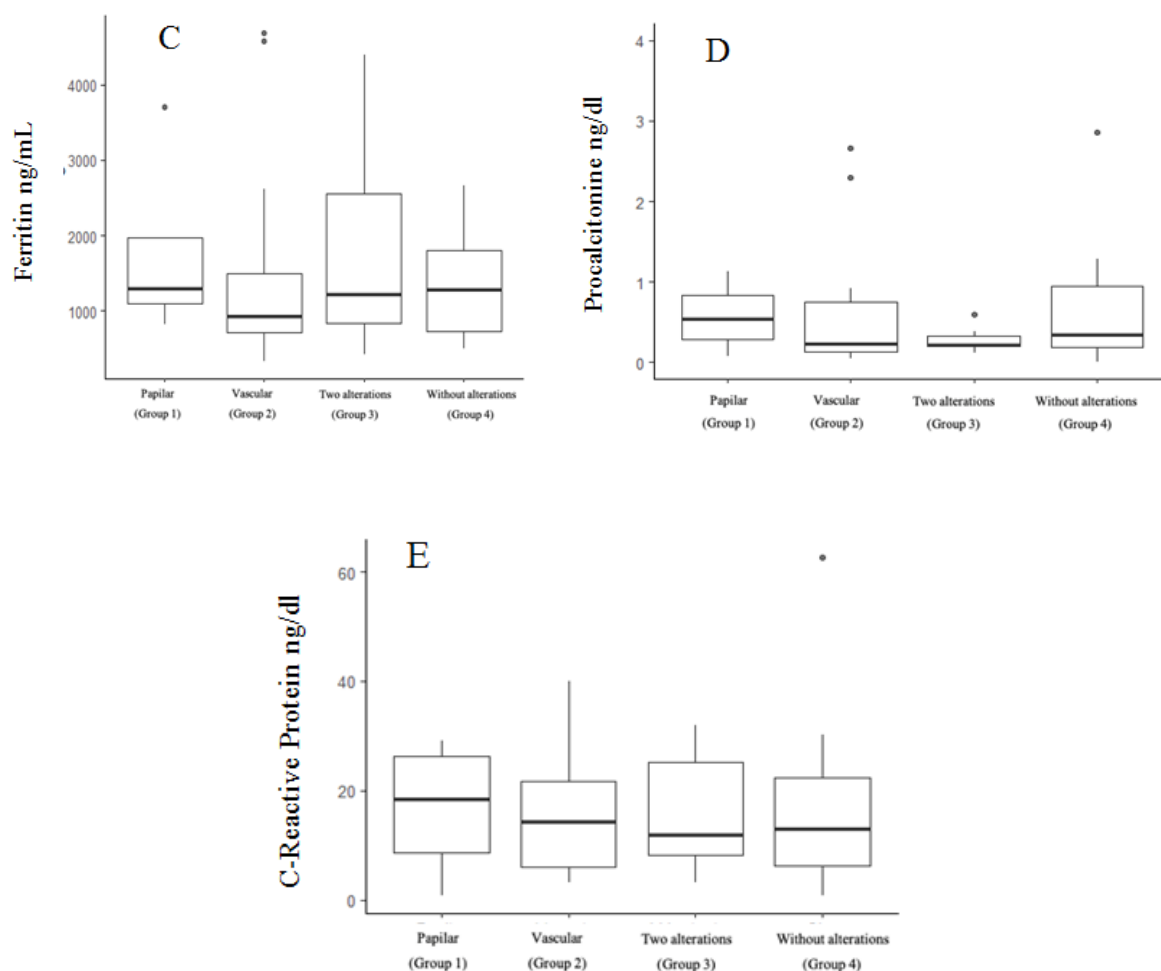 C
Ferritin ng/mL
4000
3000
2000
1000
Papilar
(Group 1)
Vascular
(Group 2)
Two alterations
(Group 3)
Without alterations
(Group 4)
D
Procalcitonine ng/dl
4
3
2
1
0
Papilar
(Group 1)
Vascular
(Group 2)
Two alterations
(Group 3)
Without alterations
(Group 4)
E
C-Reactive Protein ng/dl
60
40
20
0
Papilar
(Group 1)
Vascular
(Group 2)
Two alterations
(Group 3)
Without alterations
(Group 4)